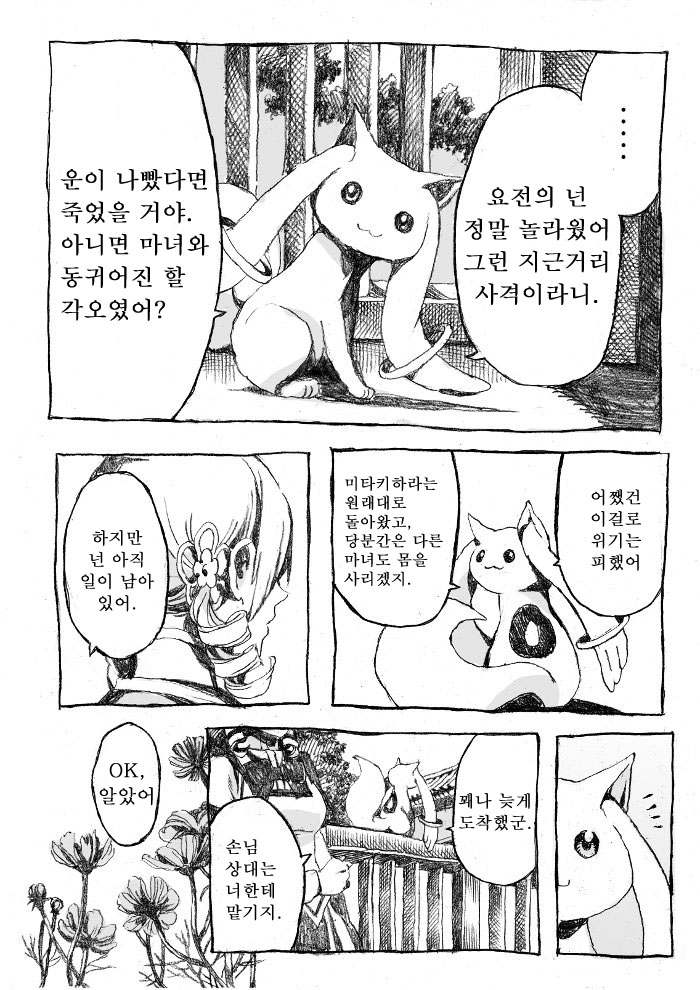 ······
요전의 넌
정말 놀라웠어
그런 지근거리
사격이라니.
운이 나빴다면
죽었을 거야.
아니면 마녀와
동귀어진 할
각오였어?
어쨌건
이걸로
위기는
피했어
미타키하라는
원래대로
돌아왔고,
당분간은 다른
마녀도 몸을
사리겠지.
하지만
넌 아직
일이 남아
있어.
꽤나 늦게
도착했군.
손님
상대는
너한테
맡기지.
OK,
알았어